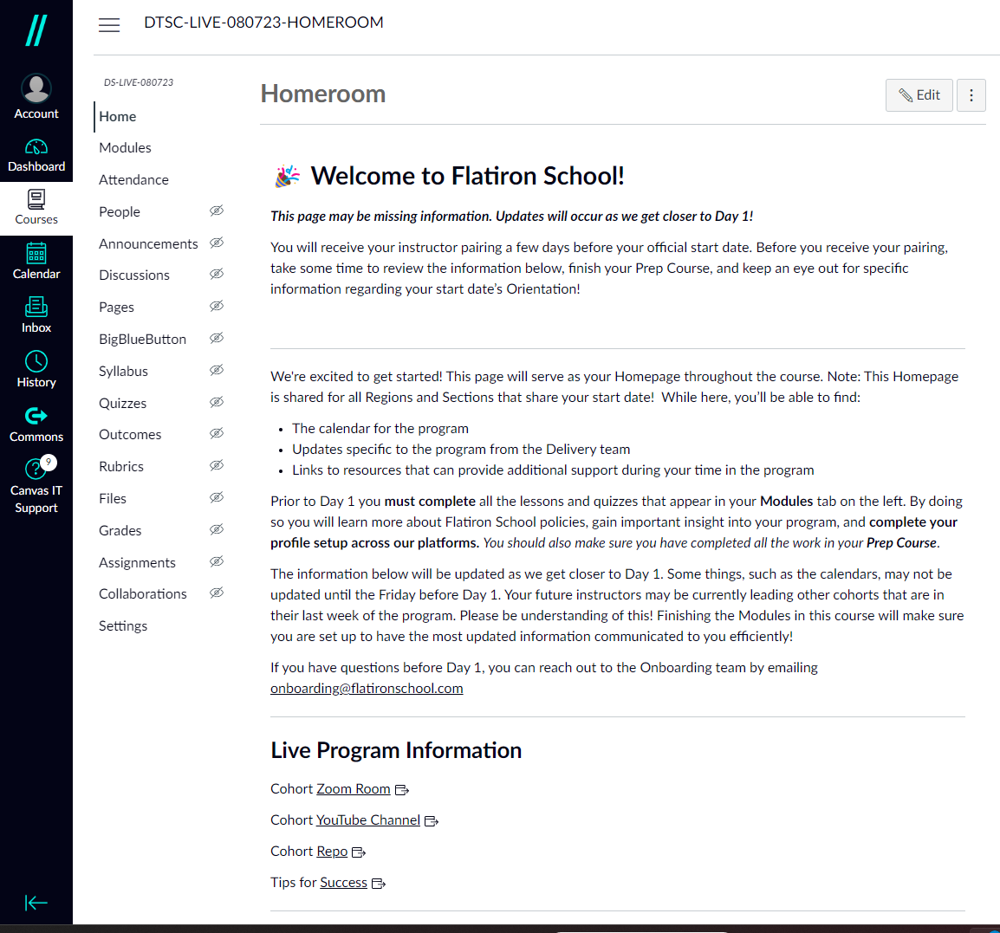 DTSC-LIVE-080723-HOMEROOM
Account
Dashboard
Courses
Calendar
Inbox
History
Commons
9
Canvas IT
Support
DS-LIVE-080723
Home
Modules
Attendance
People
Announcements
Discussions
Pages
BigBlueButton
Syllabus
Quizzes
Outcomes
Rubrics
Files
Grades
Assignments
Collaborations
Settings
Homeroom
Edit
Welcome to Flatiron School!
This page may be missing information. Updates will occur as we get closer to Day 1!
You will receive your instructor pairing a few days before your official start date. Before you receive your pairing,
take some time to review the information below, finish your Prep Course, and keep an eye out for specific
information regarding your start date’s Orientation!
We're excited to get started! This page will serve as your Homepage throughout the course. Note: This Homepage
is shared for all Regions and Sections that share your start date!  While here, you’ll be able to find:
• The calendar for the program
• Updates specific to the program from the Delivery team
• Links to resources that can provide additional support during your time in the program
Prior to Day 1 you must complete all the lessons and quizzes that appear in your Modules tab on the left. By doing
so you will learn more about Flatiron School policies, gain important insight into your program, and complete your
profile setup across our platforms. You should also make sure you have completed all the work in your Prep Course.
The information below will be updated as we get closer to Day 1. Some things, such as the calendars, may not be
updated until the Friday before Day 1. Your future instructors may be currently leading other cohorts that are in
their last week of the program. Please be understanding of this! Finishing the Modules in this course will make sure
you are set up to have the most updated information communicated to you efficiently!
If you have questions before Day 1, you can reach out to the Onboarding team by emailing
onboarding@flatironschool.com
Live Program Information
Cohort Zoom Room
Cohort YouTube Channel
Cohort Repo
Tips for Success